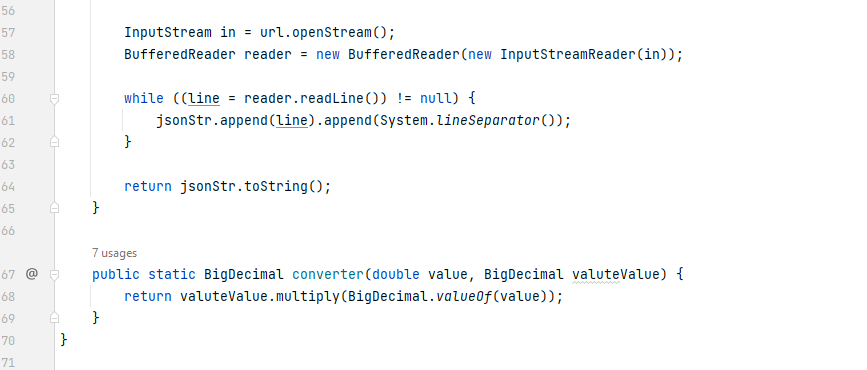 56
57 InputStream in = url.openStream();
58 BufferedReader reader = new BufferedReader(new InputStreamReader(in));
59
60 while ((line = reader.readLine()) != null) {
61 jsonStr.append(line).append(System.lineSeparator());
62 }
63
64 return jsonStr.toString();
65 }
66
7 usages
67 @ public static BigDecimal converter(double value, BigDecimal valuteValue) {
68 return valuteValue.multiply(BigDecimal.valueOf(value));
69 }
70 }
71